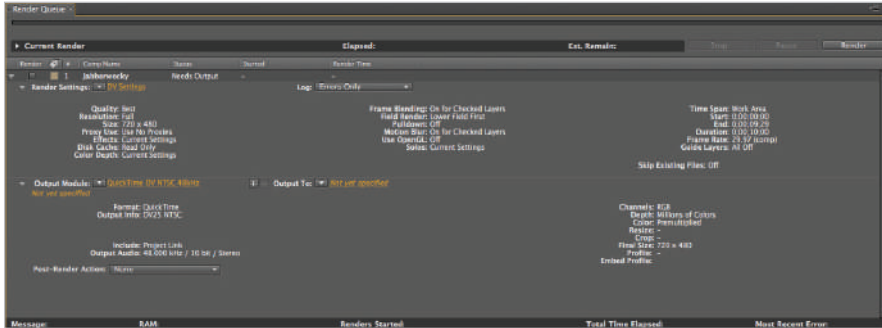 Render Queue
Current Render Elapsed: Est. Remain: Stop Pause Render
Render # Comp Name Status Started Render Time
1 Jabberwocky Needs Output - -
Render Settings: DV Settings Log: Errors Only
Quality: Best
Resolution: Full
Size: 720 x 480
Proxy Use: Use No Proxies
Effects: Current Settings
Disk Cache: Read Only
Color Depth: Current Settings
Frame Blending: On for Checked Layers
Field Render: Lower Field First
Pulldown: Off
Motion Blur: On for Checked Layers
Use OpenGL: Off
Solos: Current Settings
Time Span: Work Area
Start: 0;00;00;00
End: 0;00;09;29
Duration: 0;00;10;00
Frame Rate: 29.97 (comp)
Guide Layers: All Off
Skip Existing Files: Off
Output Module: QuickTime DV NTSC 48kHz Output To: Not yet specified
Not yet specified
Format: QuickTime
Output Info: DV25 NTSC
Include: Project Link
Output Audio: 48.000 kHz / 16 bit / Stereo
Channels: RGB
Depth: Millions of Colors
Color: Premultiplied
Resize: -
Crop: -
Final Size: 720 x 480
Profile: -
Embed Profile:
Post-Render Action: None
Message: RAM: Renders Started: Total Time Elapsed: Most Recent Error: